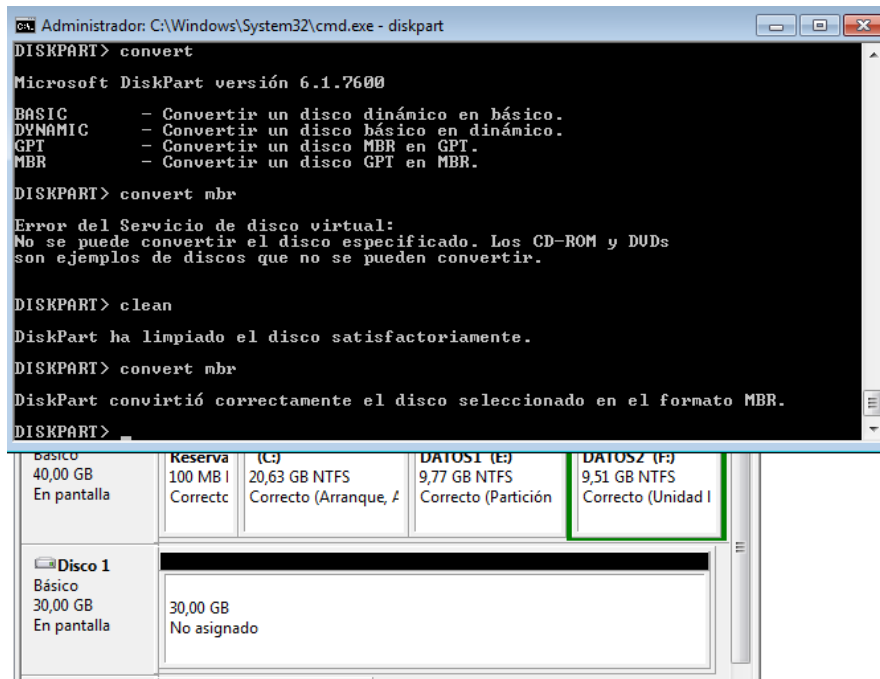 Administrador: C:\Windows\System32\cmd.exe - diskpart
DISKPART> convert
Microsoft DiskPart versión 6.1.7600
BASIC - Convertir un disco dinámico en básico.
DYNAMIC - Convertir un disco básico en dinámico.
GPT - Convertir un disco MBR en GPT.
MBR - Convertir un disco GPT en MBR.
DISKPART> convert mbr
Error del Servicio de disco virtual:
No se puede convertir el disco especificado. Los CD-ROM y DVDs
son ejemplos de discos que no se pueden convertir.
DISKPART> clean
DiskPart ha limpiado el disco satisfactoriamente.
DISKPART> convert mbr
DiskPart convirtió correctamente el disco seleccionado en el formato MBR.
DISKPART> _
Básico
40,00 GB
En pantalla
Reserva
100 MB
Correctc
(C:)
20,63 GB NTFS
Correcto (Arranque, A
DATOS1 (E:)
9,77 GB NTFS
Correcto (Partición
DATOS2 (F:)
9,51 GB NTFS
Correcto (Unidad l
Disco 1
Básico
30,00 GB
En pantalla
30,00 GB
No asignado